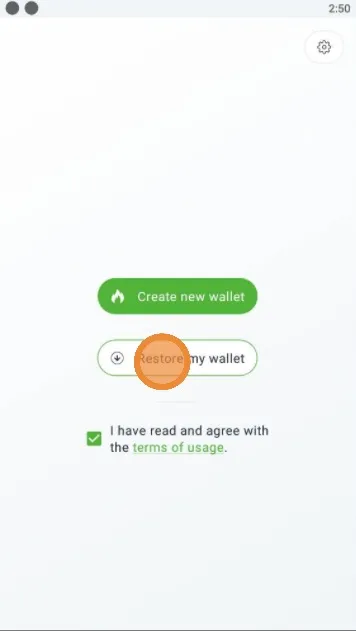 2:50
Create new wallet
Restore my wallet
I have read and agree with
the terms of usage.